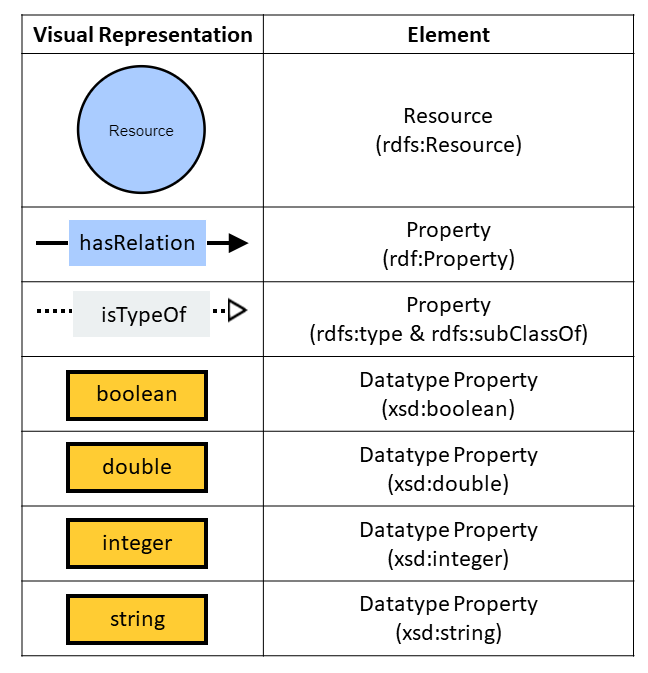 Visual Representation
Element
Resource
Resource
(rdfs:Resource)
hasRelation
Property
(rdf:Property)
isTypeOf
Property
(rdfs:type & rdfs:subClassOf)
boolean
Datatype Property
(xsd:boolean)
double
Datatype Property
(xsd:double)
integer
Datatype Property
(xsd:integer)
string
Datatype Property
(xsd:string)